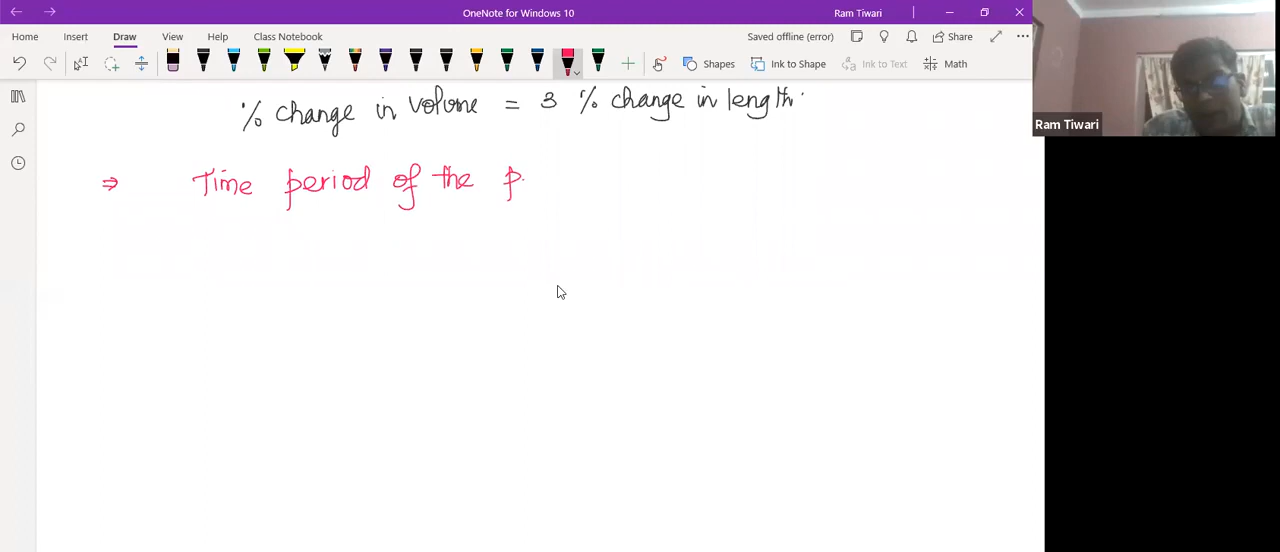 OneNote for Windows 10
Ram Tiwari
Home Insert Draw View Help Class Notebook
Saved offline (error) Share
Shapes Ink to Shape Ink to Text Math
% change in volume = 3 % change in length.
⇒ Time period of the p.
Ram Tiwari